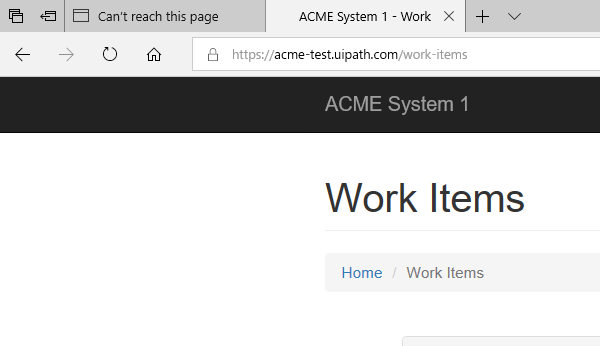 Can't reach this page
ACME System 1 - Work
https://acme-test.uipath.com/work-items
ACME System 1
Work Items
Home / Work Items